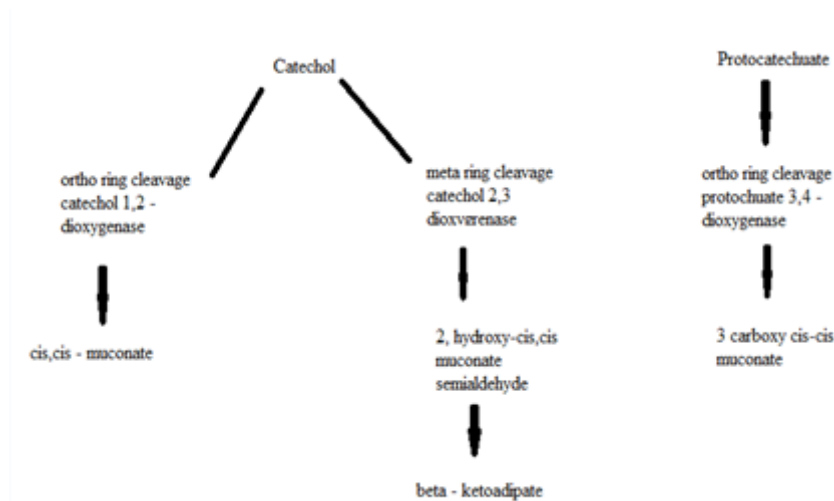 Catechol
Protocatechuate
ortho ring cleavage
catechol 1,2 -
dioxygenase
meta ring cleavage
catechol 2,3
dioxvørenase
ortho ring cleavage
protochuate 3,4 -
dioxygenase
cis,cis - muconate
2, hydroxy-cis,cis
muconate
semialdehyde
3 carboxy cis-cis
muconate
beta - ketoadipate